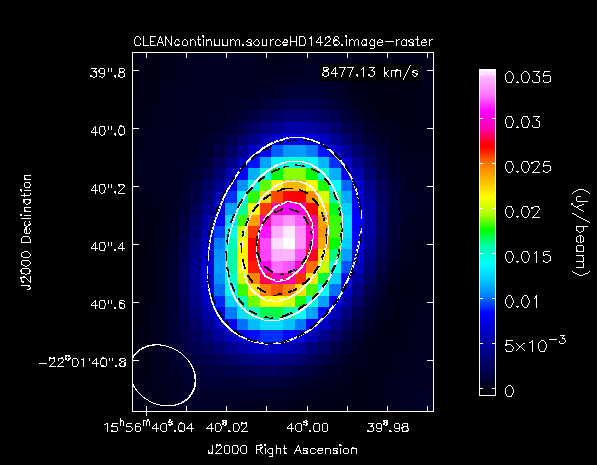 CLEANcontinuum.sourceHD1426.image-raster
8477.13 km/s
39".8
40".0
40".2
40".4
40".6
-22°01'40".8
15ʰ56ᵐ40ˢ.04
40ˢ.02
40ˢ.00
39ˢ.98
J2000 Right Ascension
J2000 Declination
0.035
0.03
0.025
0.02
0.015
0.01
5×10⁻³
0
(Jy/beam)